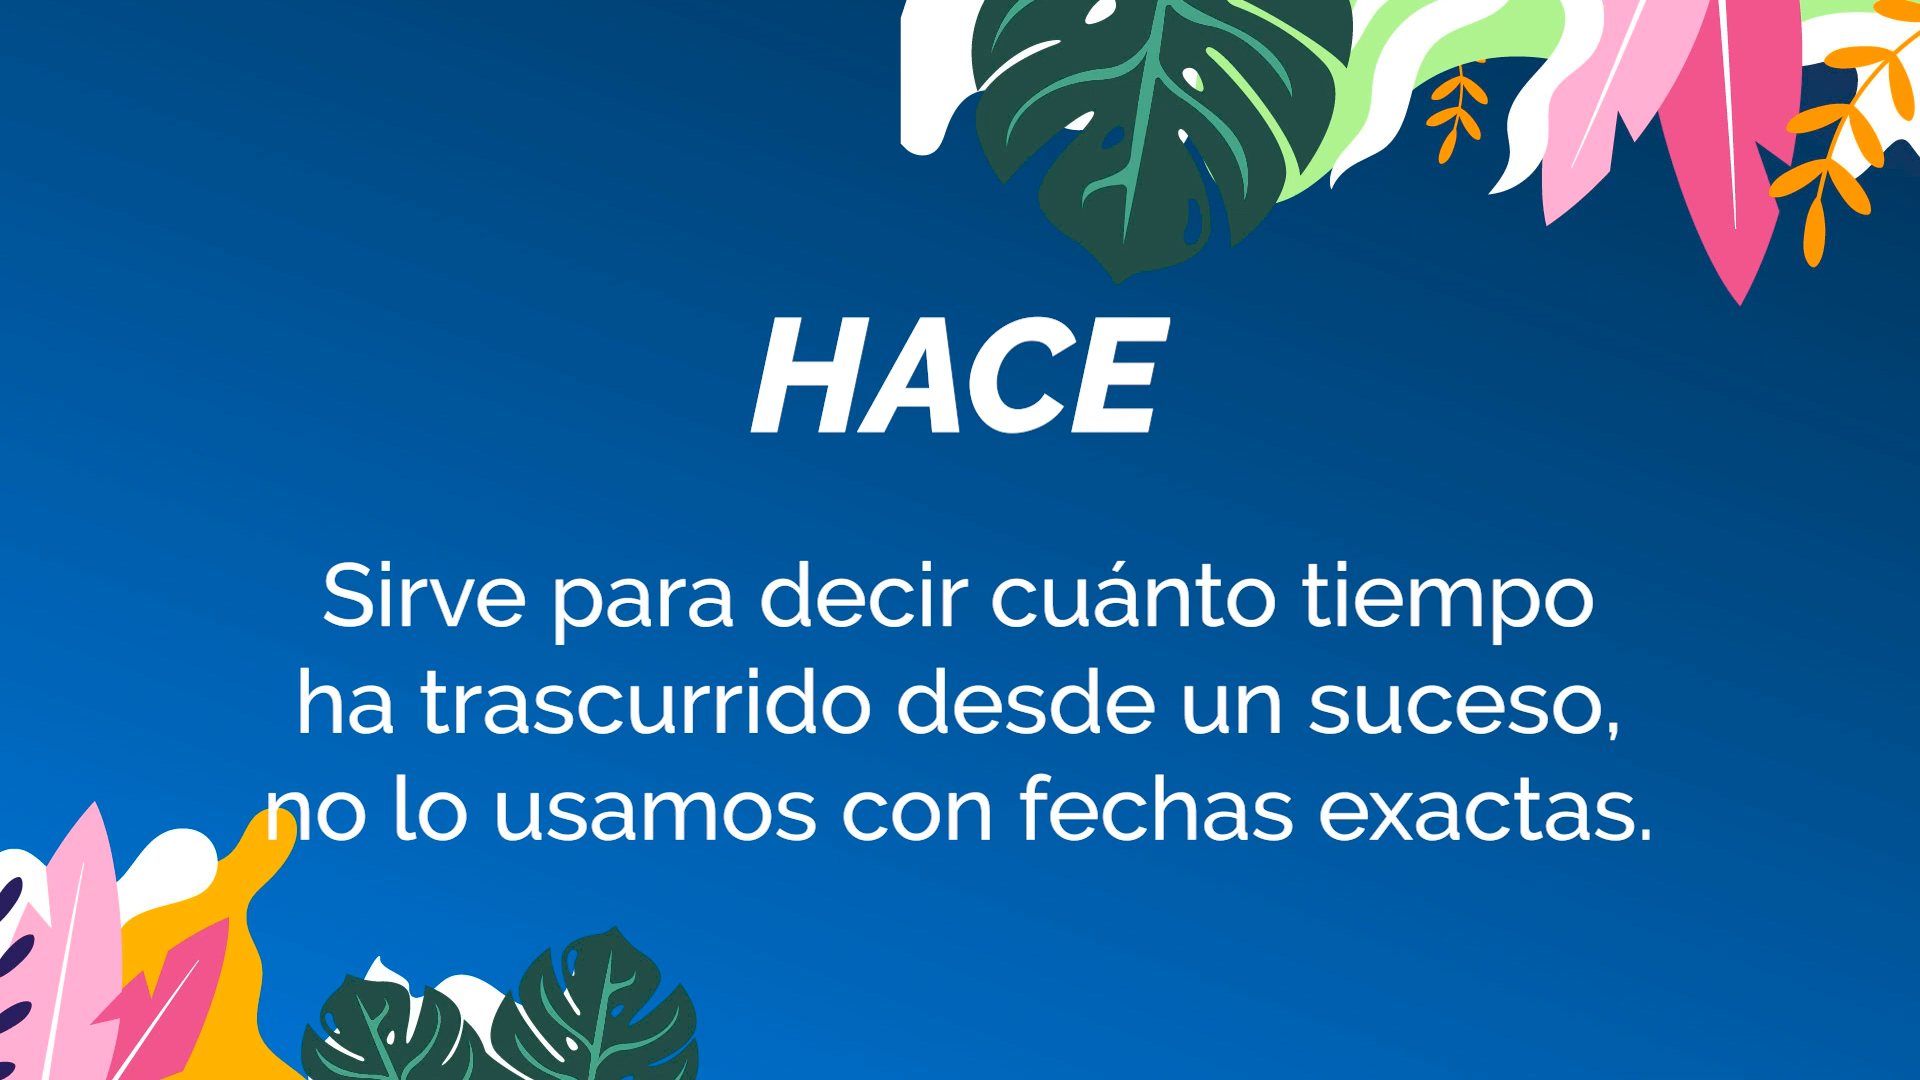 HACE
Sirve para decir cuánto tiempo
ha trascurrido desde un suceso,
no lo usamos con fechas exactas.